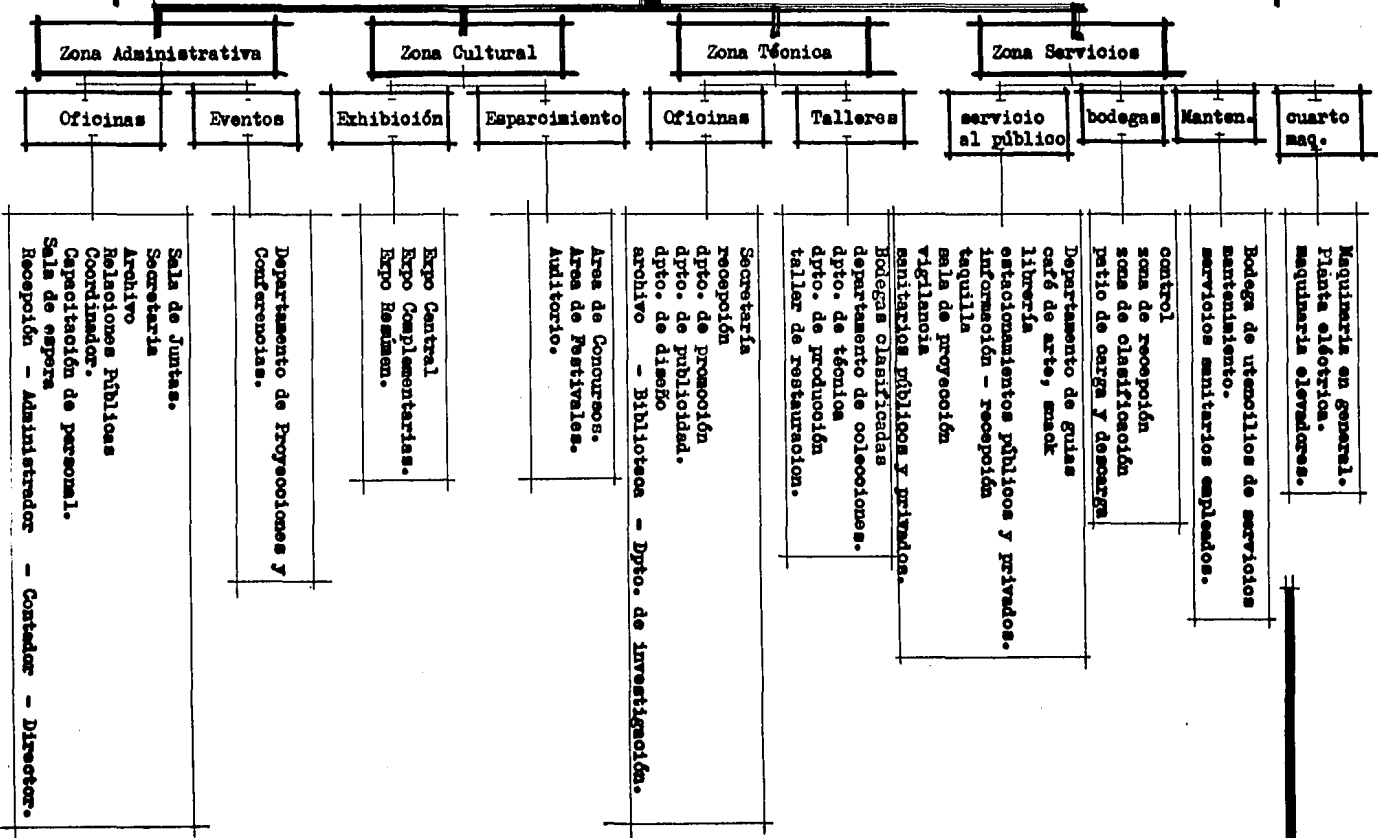 Zona Administrativa
Zona Cultural
Zona Técnica
Zona Servicios
Oficinas
Eventos
Exhibición
Esparcimiento
Oficinas
Talleres
servicio
al público
bodegas
Manten.
cuarto
maq.
Sala de Juntas.
Secretaria
Archivo
Relaciones Públicas
Coordinador.
Capacitación de personal.
Sala de espera
Recepción - Administrador - Contador - Director.
Departamento de Proyecciones y
Conferencias.
Expo Central
Expo Complementarias.
Expo Resúmen.
Area de Concursos.
Area de Festivales.
Auditorio.
Secretaría
recepción
dpto. de promoción
dpto. de publicidad.
dpto. de diseño
archivo - Biblioteca - Dpto. de investigación.
Bodegas clasificadas
departamento de colecciones.
dpto. de técnica
dpto. de producción
taller de restauracion.
Departamento de guias
café de arte, snack
librería
estacionamientos públicos y privados.
información - recepción
taquilla
sala de proyección
vigilancia
sanitarios públicos y privados.
control
zona de recepción
zona de clasificación
patio de carga y descarga
Bodega de utencilios de servicios
mantenimiento.
servicios sanitarios empleados.
Maquinaria en general.
Planta eléctrica.
maquinaria elevadores.